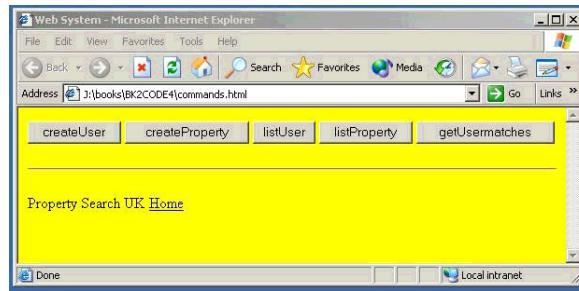 Web System - Microsoft Internet Explorer
File Edit View Favorites Tools Help
Back Search Favorites Media
Address J:\books\BK2CODE4\commands.html Go Links »
createUser createProperty listUser listProperty getUsermatches
Property Search UK Home
Done Local intranet